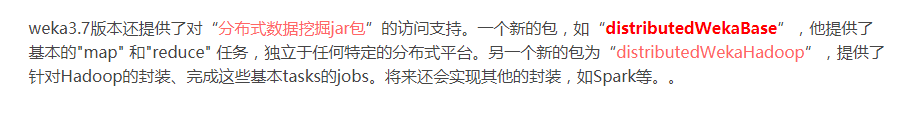 weka3.7版本还提供了对“分布式数据挖掘jar包”的访问支持。一个新的包，如“distributedWekaBase”，他提供了
基本的"map" 和"reduce" 任务，独立于任何特定的分布式平台。另一个新的包为“distributedWekaHadoop”，提供了
针对Hadoop的封装、完成这些基本tasks的jobs。将来还会实现其他的封装，如Spark等。。